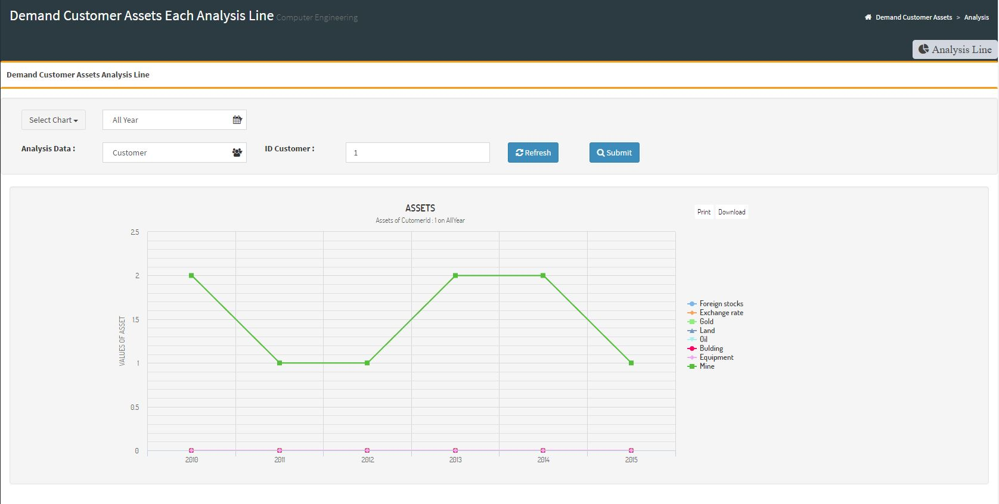 Demand Customer Assets Each Analysis Line Computer Engineering
Demand Customer Assets > Analysis
Analysis Line
Demand Customer Assets Analysis Line
Select Chart All Year
Analysis Data : Customer ID Customer : 1 Refresh Submit
ASSETS
Print Download
Assets of CutomerId : 1 on AllYear
2.5
2
1.5
1
0.5
0
VALUES OF ASSET
Foreign stocks
Exchange rate
Gold
Land
Oil
Bulding
Equipment
Mine
2010 2011 2012 2013 2014 2015